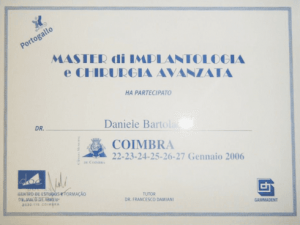 Portogallo
MASTER di IMPLANTOLOGIA
e CHIRURGIA AVANZATA
HA PARTECIPATO
DR. Daniele
COIMBRA
22-23-24-25-26-27 Gennaio 2006
TUTOR
DR. FRANCESCO DAMIANI